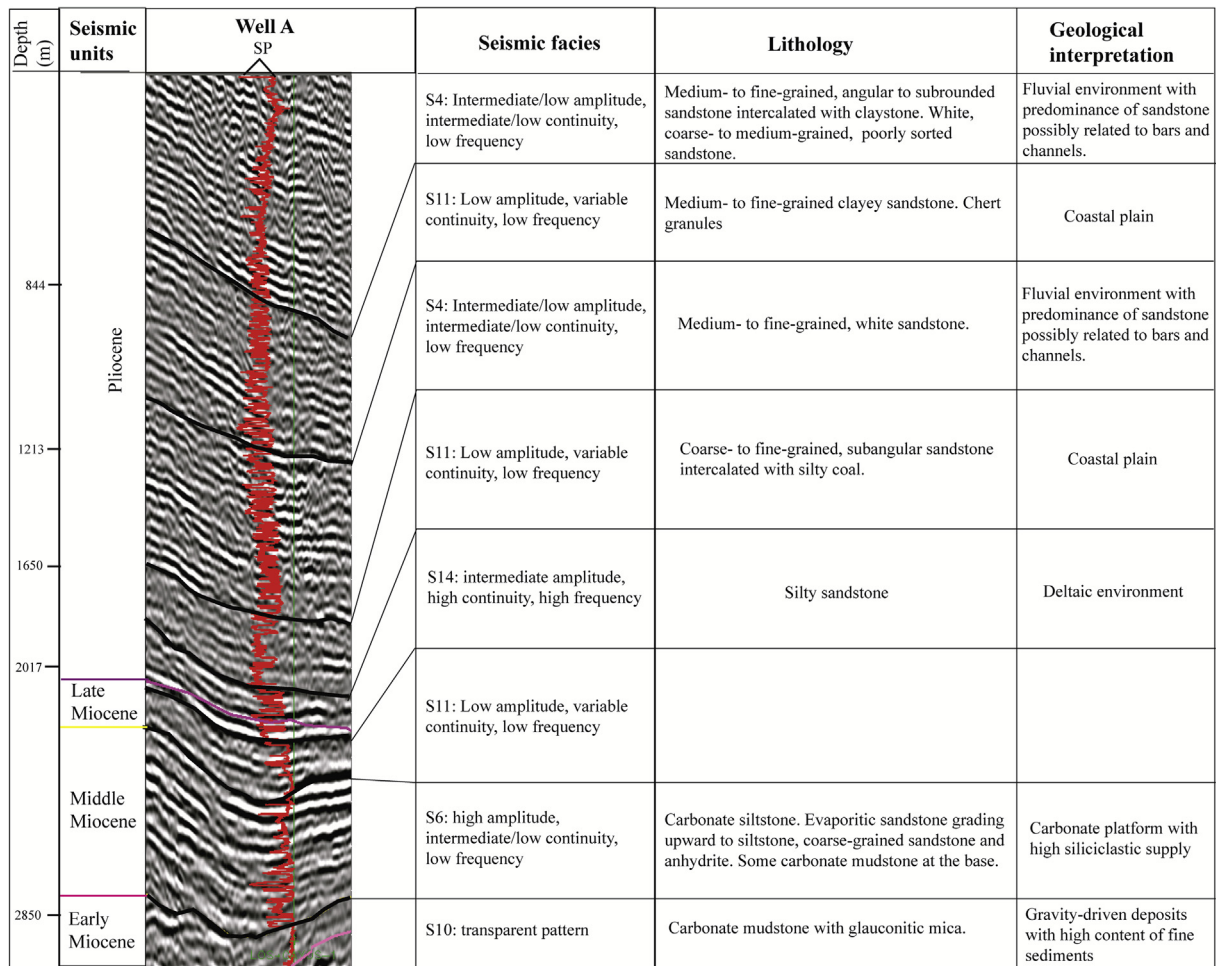 Depth
(m)
Seismic
units
Well A
SP
Seismic facies
Lithology
Geological
interpretation
844
1213
1650
2017
2850
Pliocene
Late
Miocene
Middle
Miocene
Early
Miocene
S4: Intermediate/low amplitude,
intermediate/low continuity,
low frequency
Medium- to fine-grained, angular to subrounded
sandstone intercalated with claystone. White,
coarse- to medium-grained, poorly sorted
sandstone.
Fluvial environment with
predominance of sandstone
possibly related to bars and
channels.
S11: Low amplitude, variable
continuity, low frequency
Medium- to fine-grained clayey sandstone. Chert
granules
Coastal plain
S4: Intermediate/low amplitude,
intermediate/low continuity,
low frequency
Medium- to fine-grained, white sandstone.
Fluvial environment with
predominance of sandstone
possibly related to bars and
channels.
S11: Low amplitude, variable
continuity, low frequency
Coarse- to fine-grained, subangular sandstone
intercalated with silty coal.
Coastal plain
S14: intermediate amplitude,
high continuity, high frequency
Silty sandstone
Deltaic environment
S11: Low amplitude, variable
continuity, low frequency
S6: high amplitude,
intermediate/low continuity,
low frequency
Carbonate siltstone. Evaporitic sandstone grading
upward to siltstone, coarse-grained sandstone and
anhydrite. Some carbonate mudstone at the base.
Carbonate platform with
high siliciclastic supply
S10: transparent pattern
Carbonate mudstone with glauconitic mica.
Gravity-driven deposits
with high content of fine
sediments